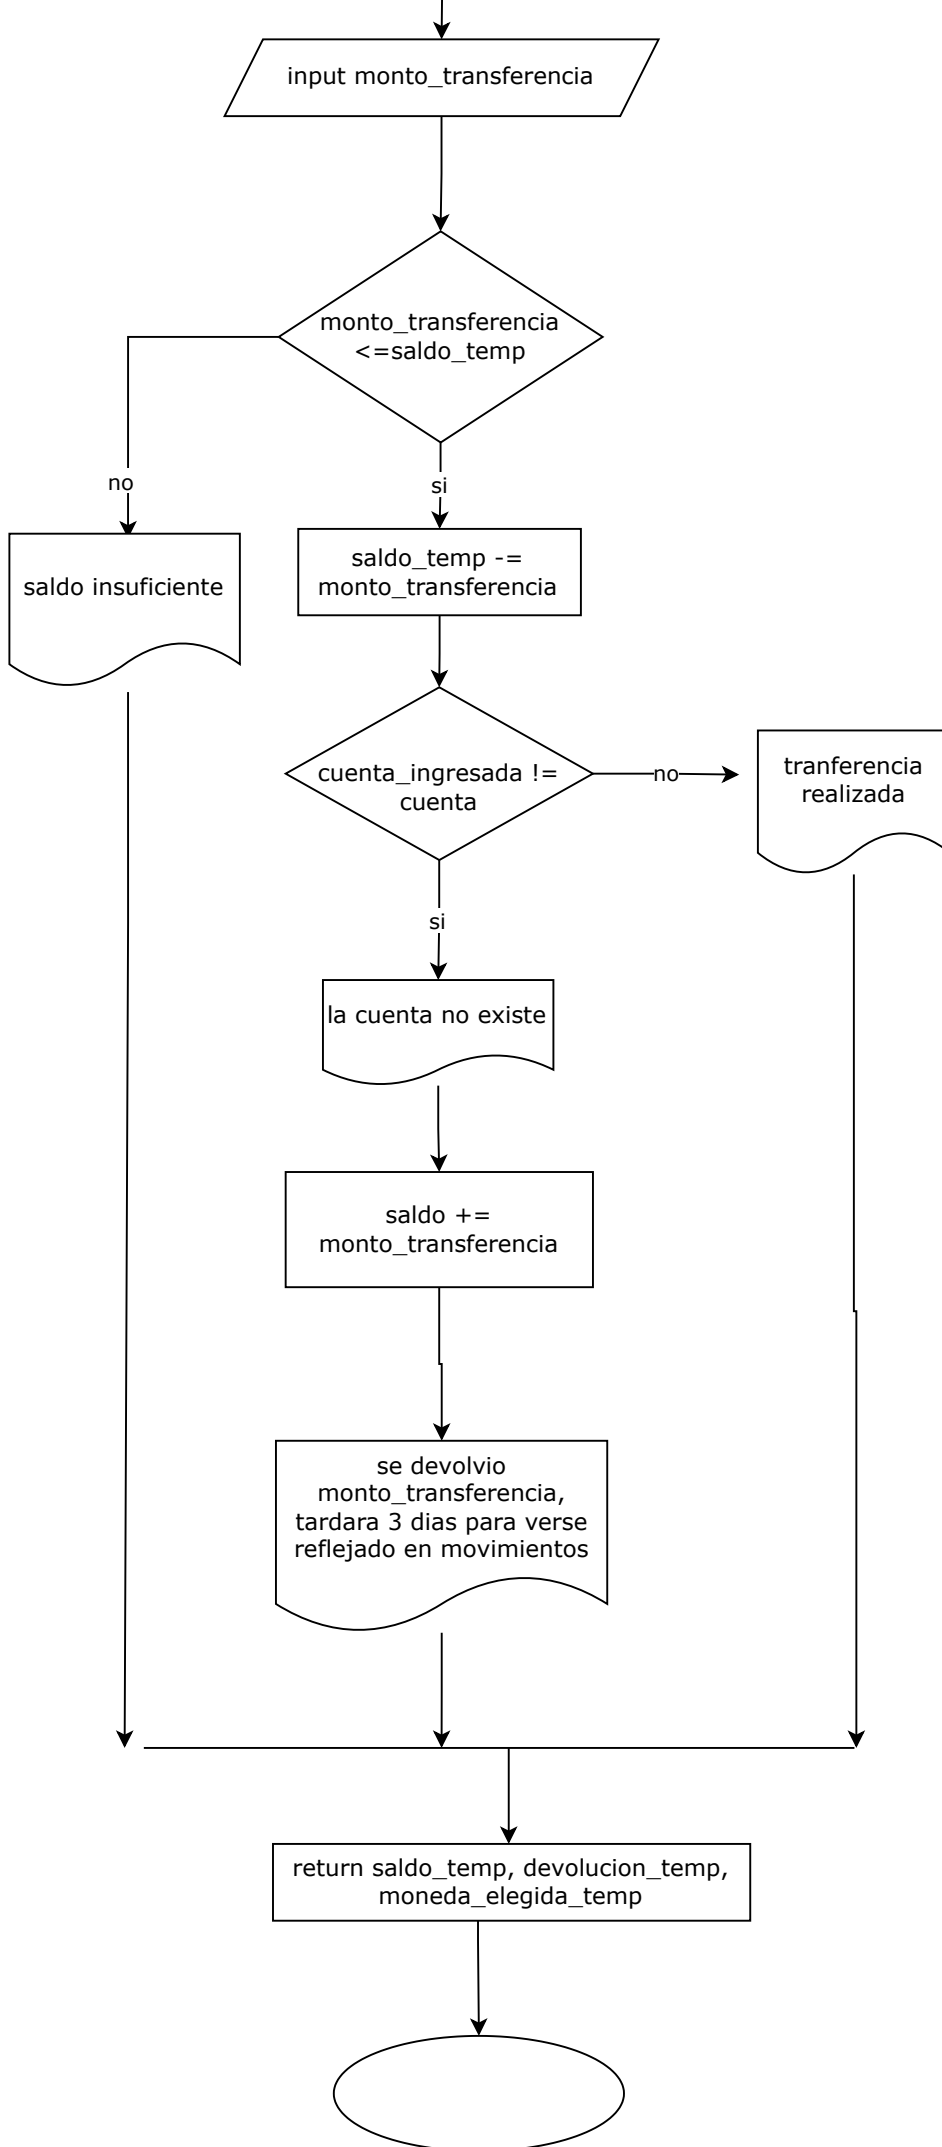 input monto_transferencia
monto_transferencia
<=saldo_temp
no
si
saldo insuficiente
saldo_temp -=
monto_transferencia
cuenta_ingresada !=
cuenta
no
tranferencia
realizada
si
la cuenta no existe
saldo +=
monto_transferencia
se devolvio
monto_transferencia,
tardara 3 dias para verse
reflejado en movimientos
return saldo_temp, devolucion_temp,
moneda_elegida_temp